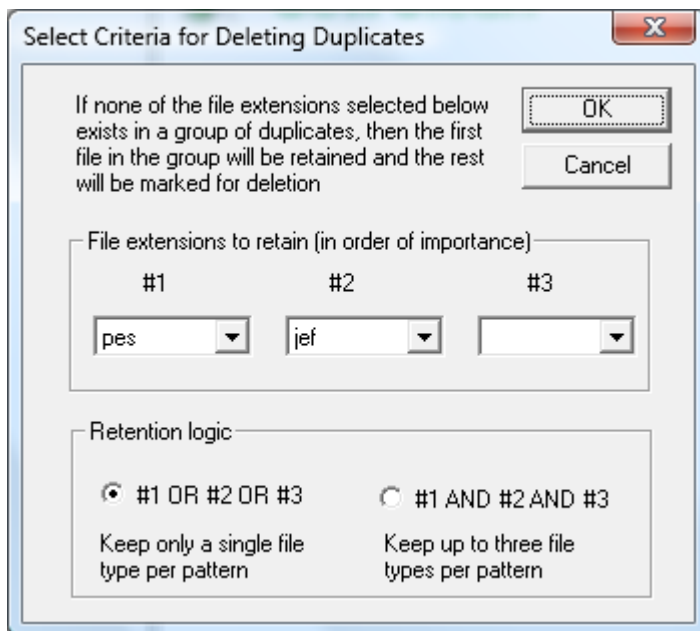 Select Criteria for Deleting Duplicates
If none of the file extensions selected below
exists in a group of duplicates, then the first
file in the group will be retained and the rest
will be marked for deletion
OK
Cancel
File extensions to retain (in order of importance)
#1 #2 #3
pes jef
Retention logic
#1 OR #2 OR #3
Keep only a single file
type per pattern
#1 AND #2 AND #3
Keep up to three file
types per pattern